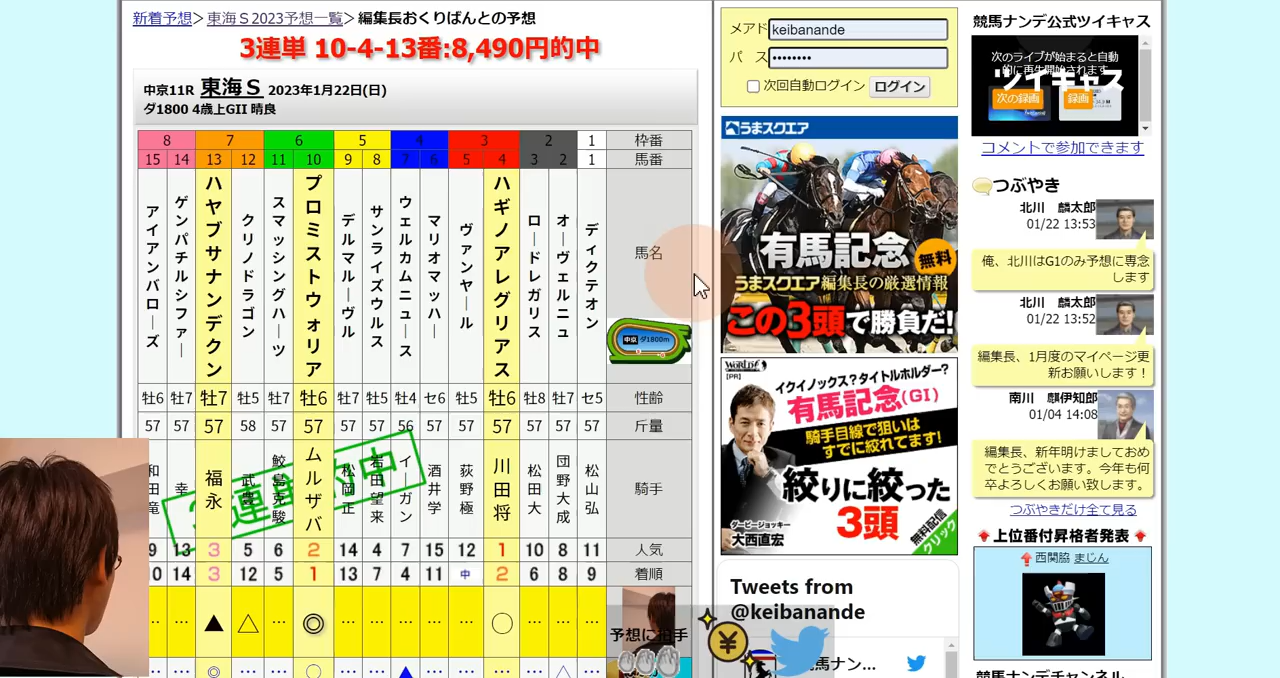 新着予想>東海Ｓ2023予想一覧>編集長おくりばんとの予想
3連単 10-4-13番:8,490円的中
中京11R 東海Ｓ 2023年1月22日(日)
ダ1800 4歳上GII 晴良
8 7 6 5 4 3 2 1 枠番
15 14 13 12 11 10 9 8 7 6 5 4 3 2 1 馬番
アイアンバローズ
ゲンパチルシファー
ハヤブサナンデクン
クリノドラゴン
スマッシングハーツ
プロミストウォリア
デルマルーヴル
サンライズウルス
ウェルカムニュース
マリオマッハー
ヴァンヤール
ハギノアレグリアス
ロードレガリス
オーヴェルニュ
ディクテオン
馬名
中京 ダ1800m
牡6 牡7 牡7 牡5 牡7 牡6 牡7 牡5 牡4 セ6 牡5 牡6 牡8 牡7 セ5 性齢
57 57 57 58 57 57 57 57 56 57 57 57 57 57 57 斤量
和田竜
幸
福永
武豊
鮫島克駿
ムルザバ
松岡正
岩田望来
イーガン
酒井学
荻野極
川田将
松田大
団野大成
松山弘
騎手
9 13 3 5 6 2 14 4 7 15 12 1 10 8 11 人気
10 14 3 12 5 1 13 7 4 11 中 2 6 8 9 着順
… … ▲ △ … ◎ … … … … … ○ … … …
予想に拍手
… … ◎ … … ○ … … ▲ … … … … △ …
メアド keibanande
パス ••••••••
次回自動ログイン ログイン
うまスクエア
有馬記念
無料
うまスクエア編集長の厳選情報
この3頭で勝負だ!
WORLD
[PR]
イクイノックス?タイトルホルダー?
有馬記念(GI)
騎手目線で狙いは
すでに絞れてます!
絞りに絞った
3頭
ダービージョッキー
大西直宏
無料配信
クリック
Tweets from
@keibanande
競馬ナン...
競馬ナンデ公式ツイキャス
次のライブが始まると自動
的に再生開始されます
ツイキャス
次の録画 録画
コメントで参加できます
つぶやき
北川 麟太郎
01/22 13:53
俺、北川はG1のみ予想に専念
します
北川 麟太郎
01/22 13:52
編集長、1月度のマイページ更
新お願いします！
南川 麒伊知郎
01/04 14:08
編集長、新年明けましておめ
でとうございます。今年も何
卒よろしくお願い致します。
つぶやきだけ全て見る
上位番付昇格者発表
西関脇 まじん
競馬ナンデチャンネル